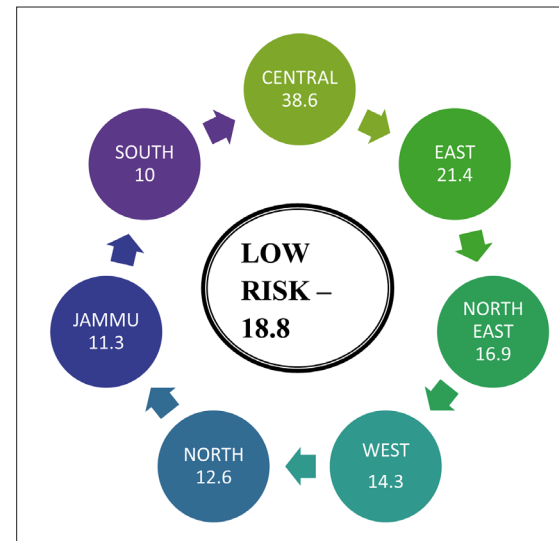 CENTRAL
38.6
EAST
21.4
NORTH
EAST
16.9
WEST
14.3
NORTH
12.6
JAMMU
11.3
SOUTH
10
LOW
RISK –
18.8